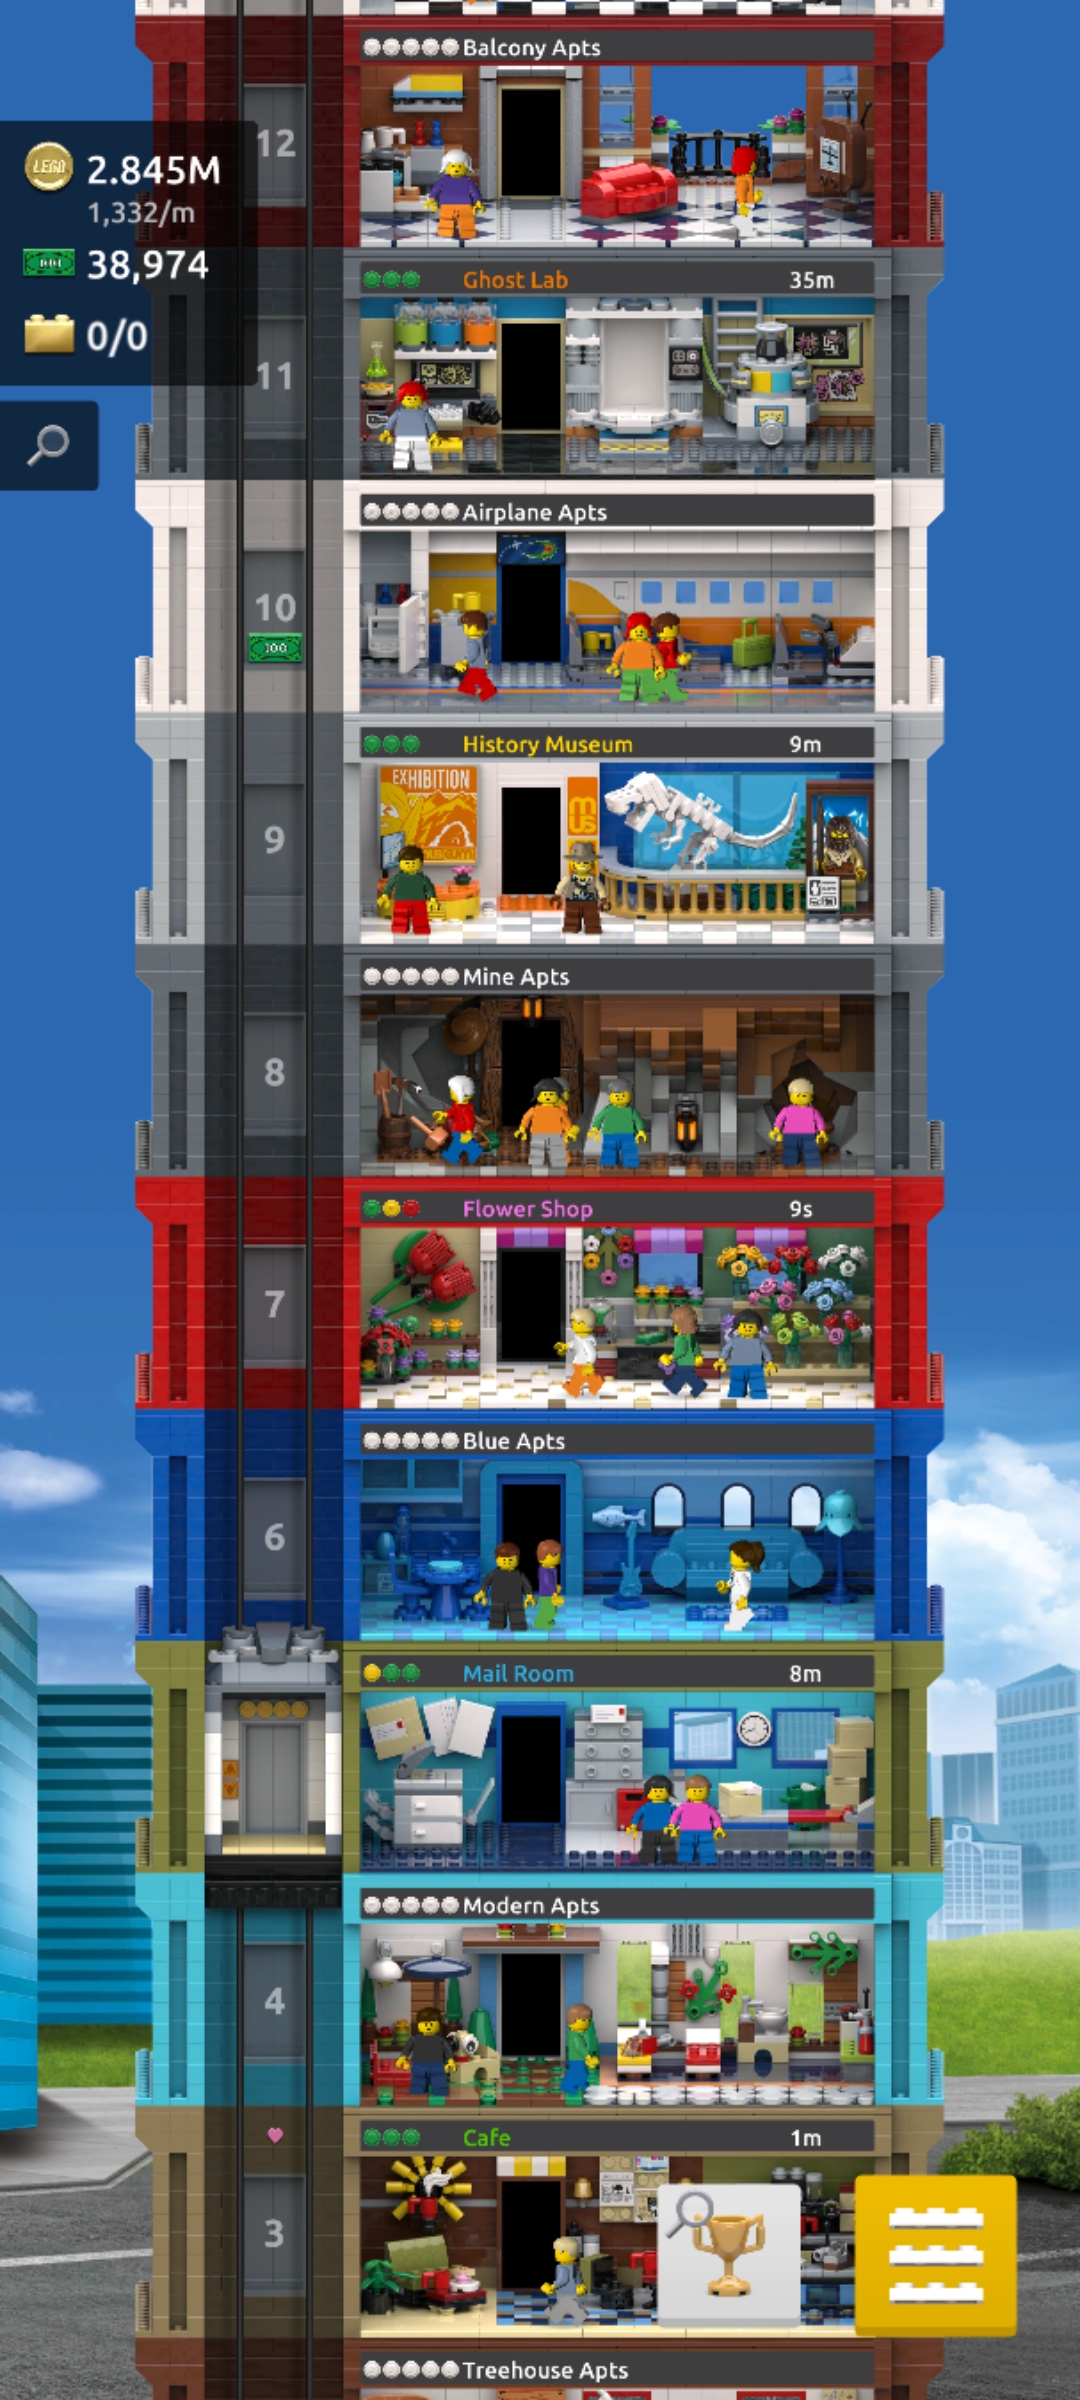 Balcony Apts
12
LEGO
2.845M
1,332/m
38,974
0/0
Ghost Lab 35m
11
Airplane Apts
10
100
History Museum 9m
EXHIBITION
9
Mine Apts
8
Flower Shop 9s
7
Blue Apts
6
Mail Room 8m
Modern Apts
4
Cafe 1m
3
Treehouse Apts